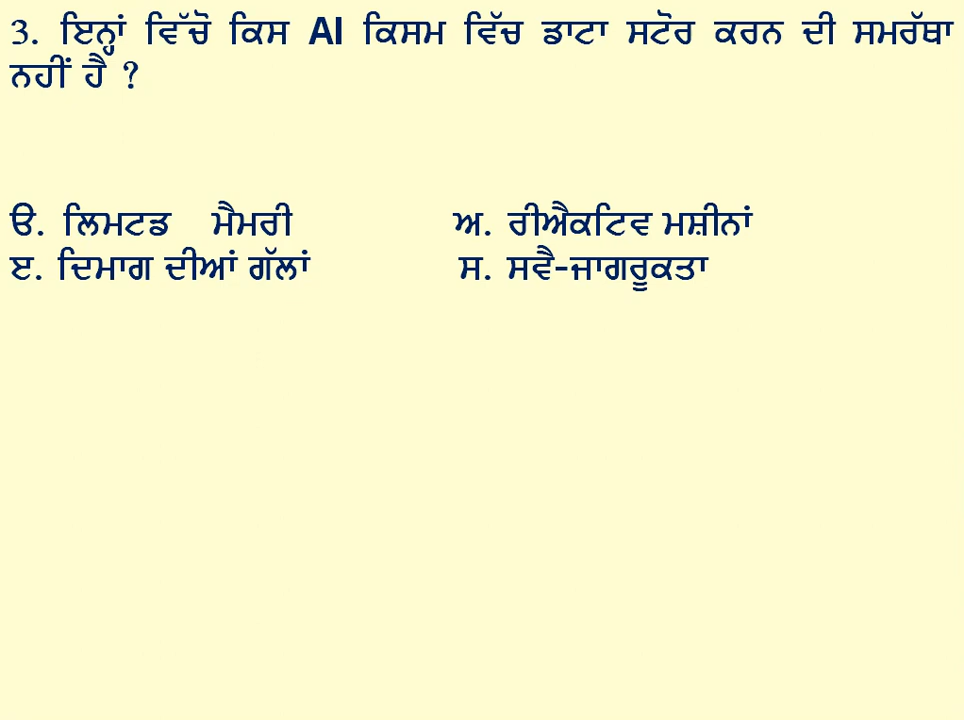 3. ਇਨ੍ਹਾਂ ਵਿੱਚੋ ਕਿਸ AI ਕਿਸਮ ਵਿੱਚ ਡਾਟਾ ਸਟੋਰ ਕਰਨ ਦੀ ਸਮਰੱਥਾ
ਨਹੀਂ ਹੈ ?
ੳ. ਲਿਮਟਡ ਮੈਮਰੀ ਅ. ਰੀਐਕਟਿਵ ਮਸ਼ੀਨਾਂ
ੲ. ਦਿਮਾਗ ਦੀਆਂ ਗੱਲਾਂ ਸ. ਸਵੈ-ਜਾਗਰੂਕਤਾ